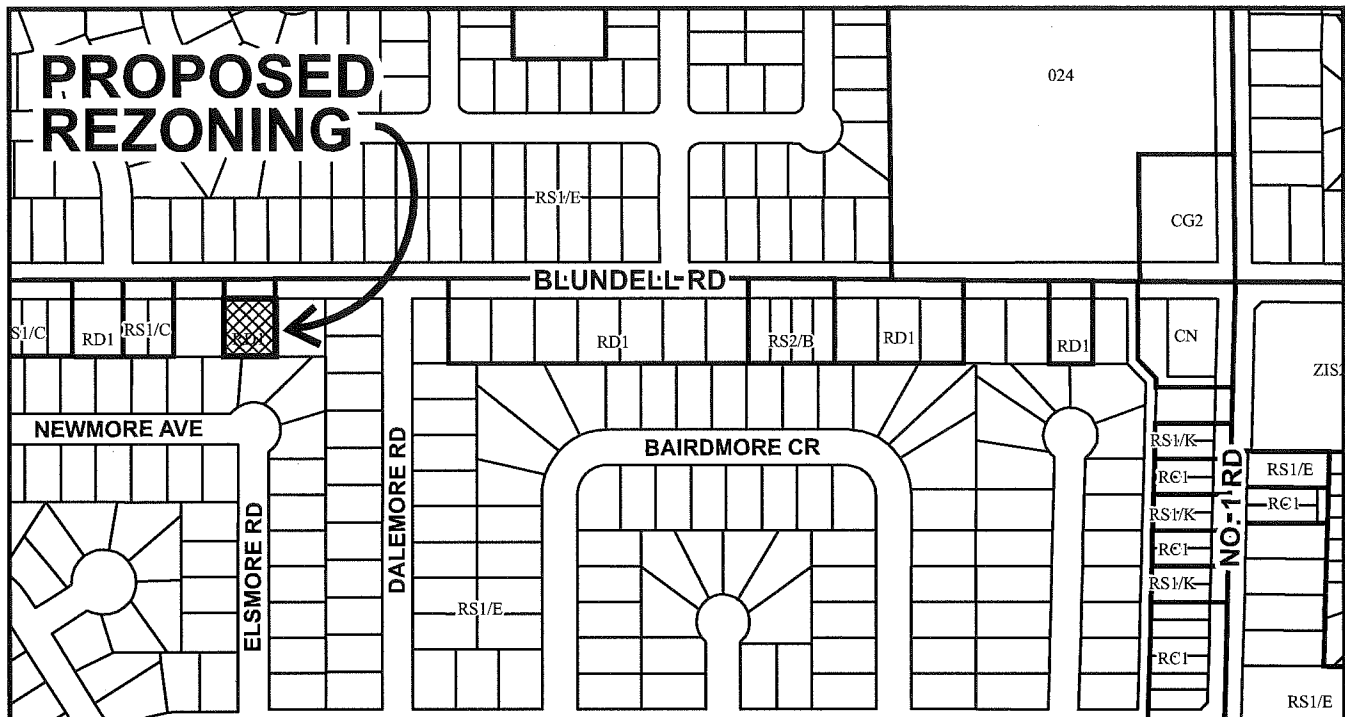 PROPOSED
REZONING
024
RS1/E
CG2
BLUNDELL RD
S1/C
RD1
RS1/C
RD1
RD1
RS2/B
RD1
RD1
CN
ZIS
NEWMORE AVE
ELSMORE RD
DALEMORE RD
BAIRDMORE CR
NO. 1 RD
RS1/K
RC1
RS1/K
RC1
RS1/K
RC1
RS1/E
RC1
RS1/E
RS1/E